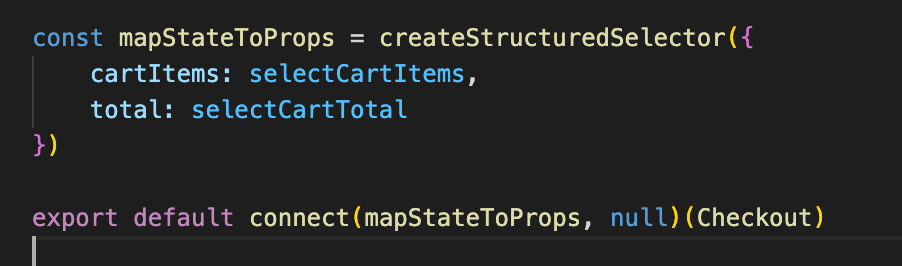 const mapStateToProps = createStructuredSelector({
    cartItems: selectCartItems,
    total: selectCartTotal
})
export default connect(mapStateToProps, null)(Checkout)